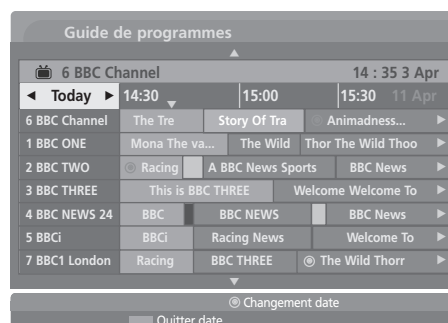 Guide de programmes
6 BBC Channel 14 : 35 3 Apr
Today 14:30 15:00 15:30 11 Apr
6 BBC Channel The Tre Story Of Tra Animadness...
1 BBC ONE Mona The va... The Wild Thor The Wild Thoo
2 BBC TWO Racing A BBC News Sports BBC News
3 BBC THREE This is BBC THREE Welcome Welcome To
4 BBC NEWS 24 BBC BBC NEWS BBC News
5 BBCi BBCi Racing News Welcome To
7 BBC1 London Racing BBC THREE The Wild Thorr
Changement date
Quitter date